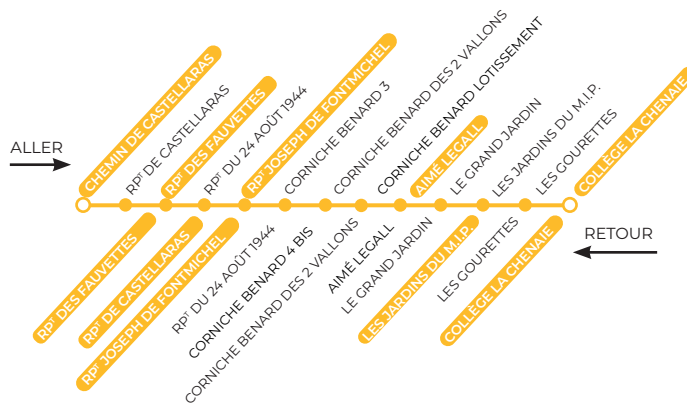 ALLER
CHEMIN DE CASTELLARAS
RPᵀ DE CASTELLARAS
RPᵀ DES FAUVETTES
RPᵀ DU 24 AOÛT 1944
RPᵀ JOSEPH DE FONTMICHEL
CORNICHE BENARD 3
CORNICHE BENARD DES 2 VALLONS
CORNICHE BENARD LOTISSEMENT
AIMÉ LEGALL
LE GRAND JARDIN
LES JARDINS DU M.I.P.
LES GOURETTES
COLLÈGE LA CHENAIE
RETOUR
RPᵀ DES FAUVETTES
RPᵀ DE CASTELLARAS
RPᵀ JOSEPH DE FONTMICHEL
RPᵀ DU 24 AOÛT 1944
CORNICHE BENARD 4 BIS
CORNICHE BENARD DES 2 VALLONS
AIMÉ LEGALL
LE GRAND JARDIN
LES JARDINS DU M.I.P.
LES GOURETTES
COLLÈGE LA CHENAIE